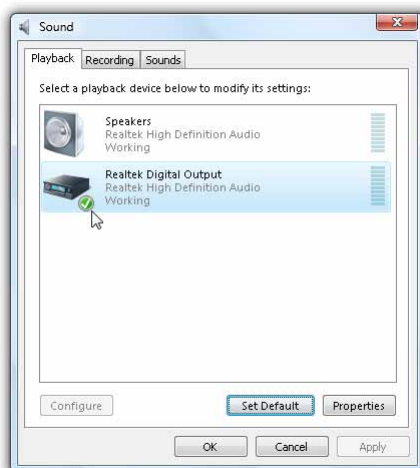 Sound
Playback Recording Sounds
Select a playback device below to modify its settings:
Speakers
Realtek High Definition Audio
Working
Realtek Digital Output
Realtek High Definition Audio
Working
Configure Set Default Properties
OK Cancel Apply